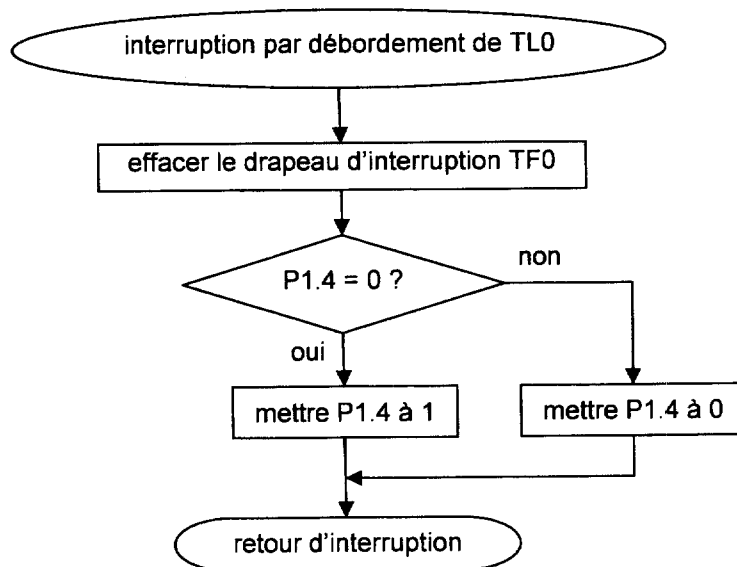 interruption par débordement de TL0
effacer le drapeau d'interruption TF0
P1.4 = 0 ?
non
oui
mettre P1.4 à 1
mettre P1.4 à 0
retour d'interruption